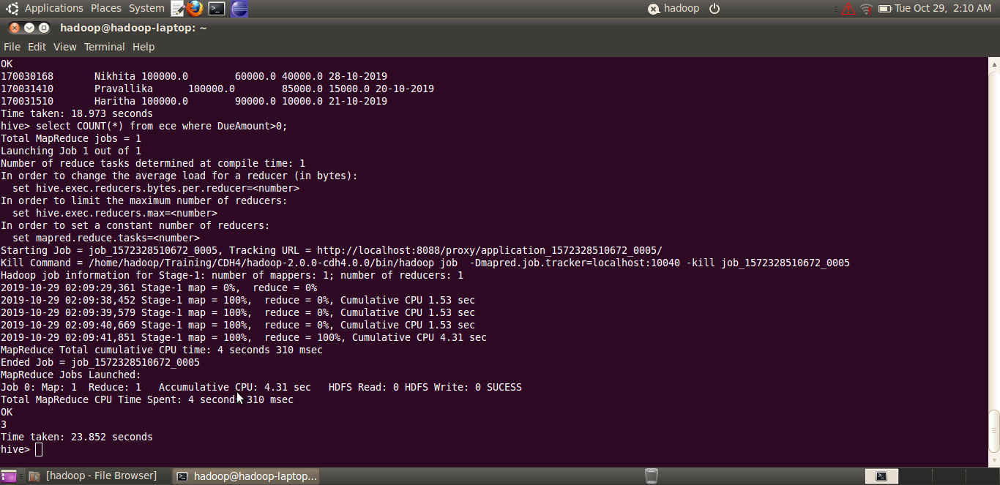 Applications Places System hadoop Tue Oct 29, 2:10 AM
hadoop@hadoop-laptop: ~
File Edit View Terminal Help
OK
170030168 Nikhita 100000.0 60000.0 40000.0 28-10-2019
170031410 Pravallika 100000.0 85000.0 15000.0 20-10-2019
170031510 Haritha 100000.0 90000.0 10000.0 21-10-2019
Time taken: 18.973 seconds
hive> select COUNT(*) from ece where DueAmount>0;
Total MapReduce jobs = 1
Launching Job 1 out of 1
Number of reduce tasks determined at compile time: 1
In order to change the average load for a reducer (in bytes):
  set hive.exec.reducers.bytes.per.reducer=<number>
In order to limit the maximum number of reducers:
  set hive.exec.reducers.max=<number>
In order to set a constant number of reducers:
  set mapred.reduce.tasks=<number>
Starting Job = job_1572328510672_0005, Tracking URL = http://localhost:8088/proxy/application_1572328510672_0005/
Kill Command = /home/hadoop/Training/CDH4/hadoop-2.0.0-cdh4.0.0/bin/hadoop job  -Dmapred.job.tracker=localhost:10040 -kill job_1572328510672_0005
Hadoop job information for Stage-1: number of mappers: 1; number of reducers: 1
2019-10-29 02:09:29,361 Stage-1 map = 0%,  reduce = 0%
2019-10-29 02:09:38,452 Stage-1 map = 100%,  reduce = 0%, Cumulative CPU 1.53 sec
2019-10-29 02:09:39,579 Stage-1 map = 100%,  reduce = 0%, Cumulative CPU 1.53 sec
2019-10-29 02:09:40,669 Stage-1 map = 100%,  reduce = 0%, Cumulative CPU 1.53 sec
2019-10-29 02:09:41,851 Stage-1 map = 100%,  reduce = 100%, Cumulative CPU 4.31 sec
MapReduce Total cumulative CPU time: 4 seconds 310 msec
Ended Job = job_1572328510672_0005
MapReduce Jobs Launched:
Job 0: Map: 1  Reduce: 1   Accumulative CPU: 4.31 sec   HDFS Read: 0 HDFS Write: 0 SUCESS
Total MapReduce CPU Time Spent: 4 seconds 310 msec
OK
3
Time taken: 23.852 seconds
hive>
[hadoop - File Browser] hadoop@hadoop-laptop...